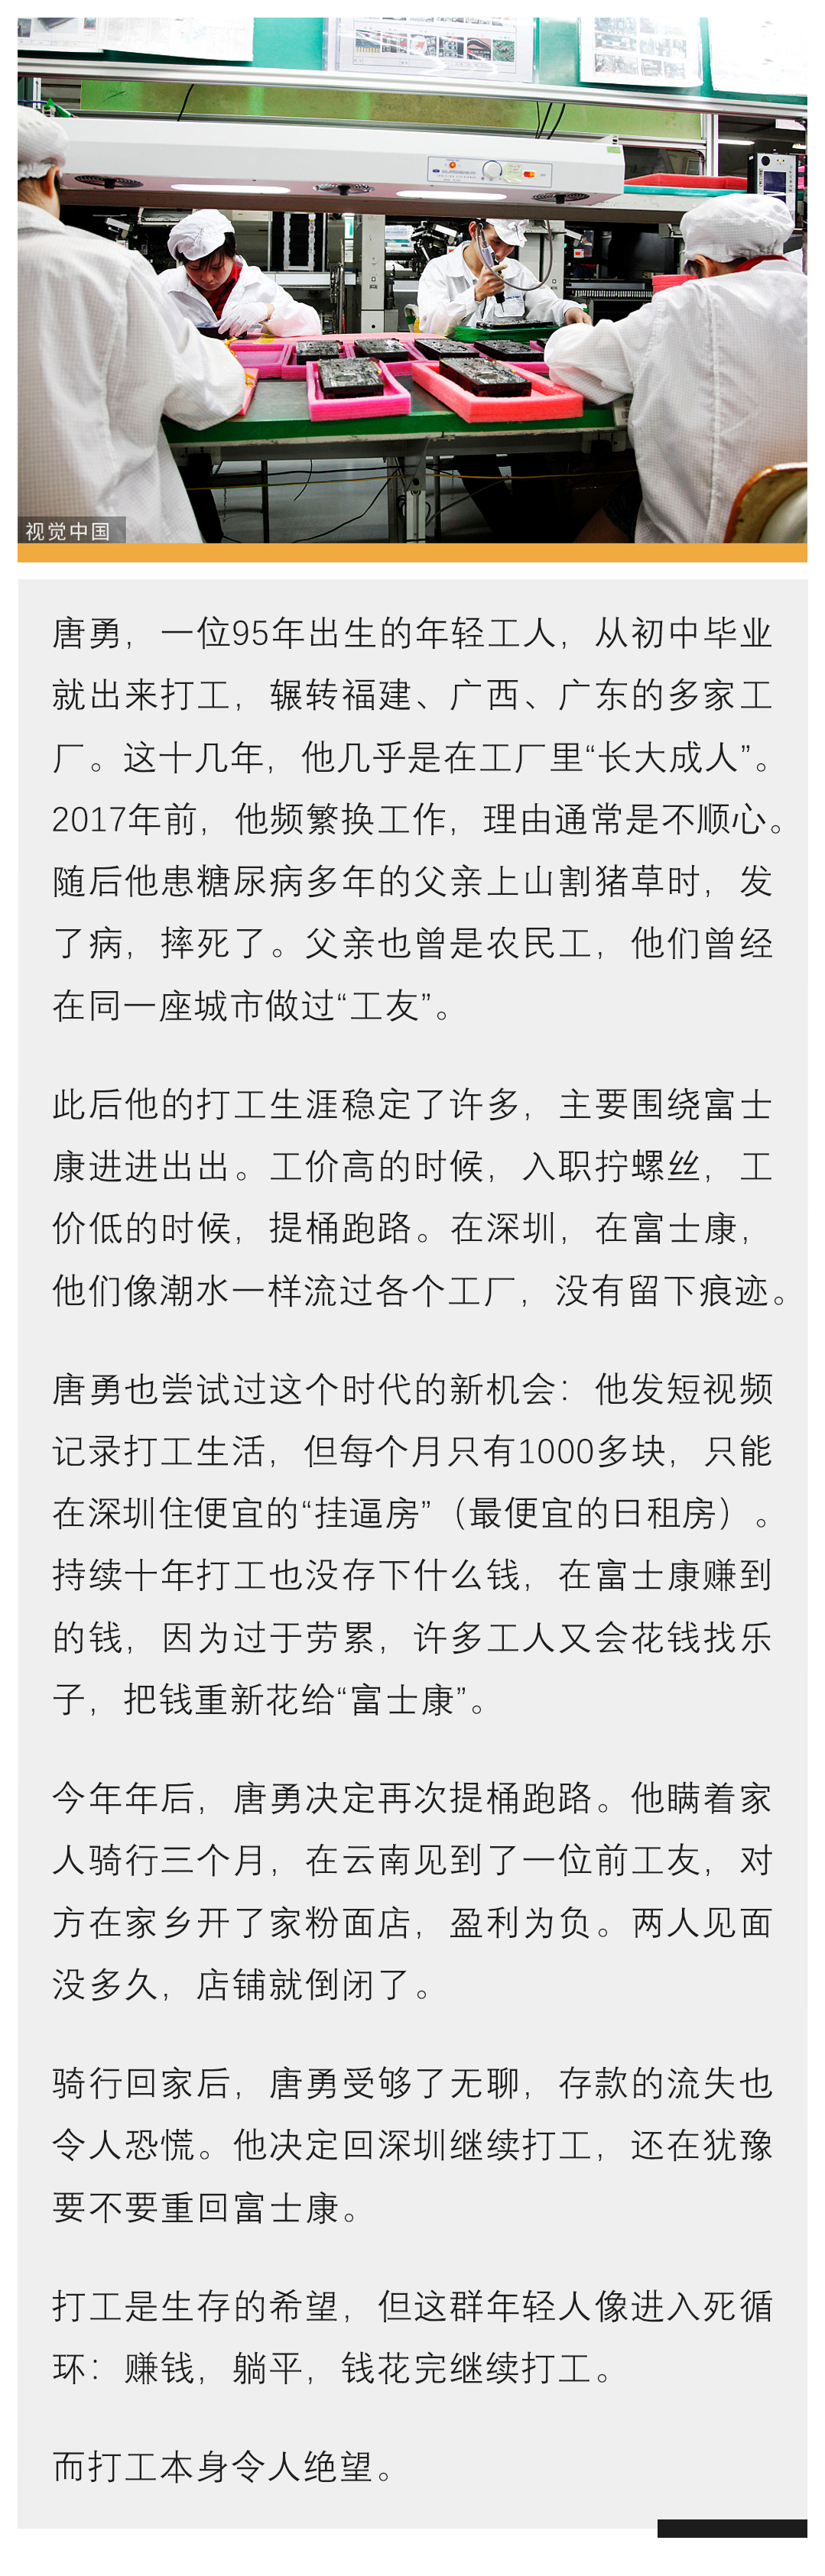 视觉中国
唐勇，一位95年出生的年轻工人，从初中毕业
就出来打工，辗转福建、广西、广东的多家工
厂。这十几年，他几乎是在工厂里“长大成人”。
2017年前，他频繁换工作，理由通常是不顺心。
随后他患糖尿病多年的父亲上山割猪草时，发
了病，摔死了。父亲也曾是农民工，他们曾经
在同一座城市做过“工友”。
此后他的打工生涯稳定了许多，主要围绕富士
康进进出出。工价高的时候，入职拧螺丝，工
价低的时候，提桶跑路。在深圳，在富士康，
他们像潮水一样流过各个工厂，没有留下痕迹。
唐勇也尝试过这个时代的新机会：他发短视频
记录打工生活，但每个月只有1000多块，只能
在深圳住便宜的“挂逼房”（最便宜的日租房）。
持续十年打工也没存下什么钱，在富士康赚到
的钱，因为过于劳累，许多工人又会花钱找乐
子，把钱重新花给“富士康”。
今年年后，唐勇决定再次提桶跑路。他瞒着家
人骑行三个月，在云南见到了一位前工友，对
方在家乡开了家粉面店，盈利为负。两人见面
没多久，店铺就倒闭了。
骑行回家后，唐勇受够了无聊，存款的流失也
令人恐慌。他决定回深圳继续打工，还在犹豫
要不要重回富士康。
打工是生存的希望，但这群年轻人像进入死循
环：赚钱，躺平，钱花完继续打工。
而打工本身令人绝望。